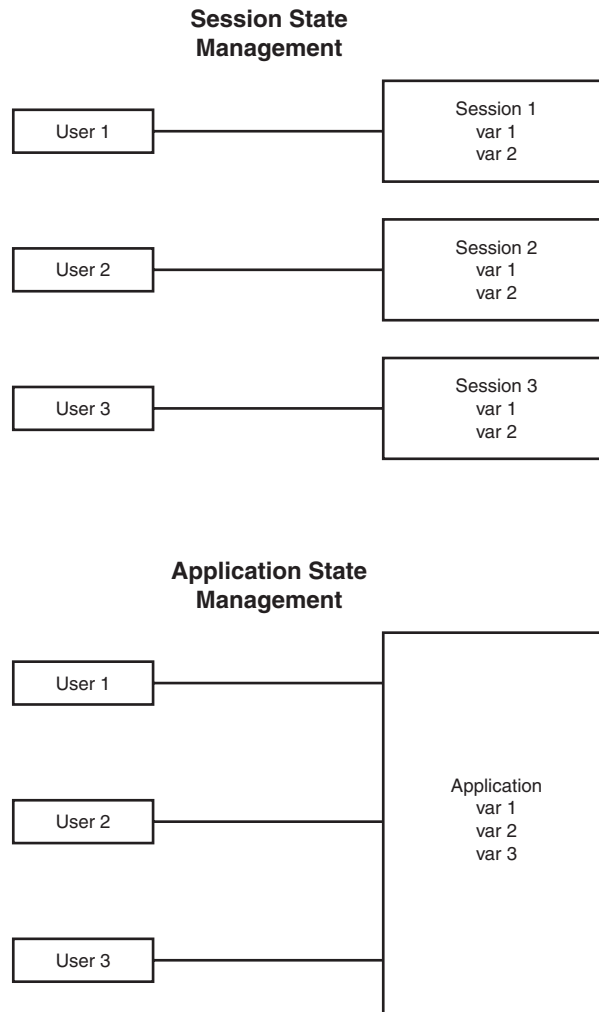 Session State
Management
User 1
Session 1
var 1
var 2
User 2
Session 2
var 1
var 2
User 3
Session 3
var 1
var 2
Application State
Management
User 1
User 2
Application
var 1
var 2
var 3
User 3